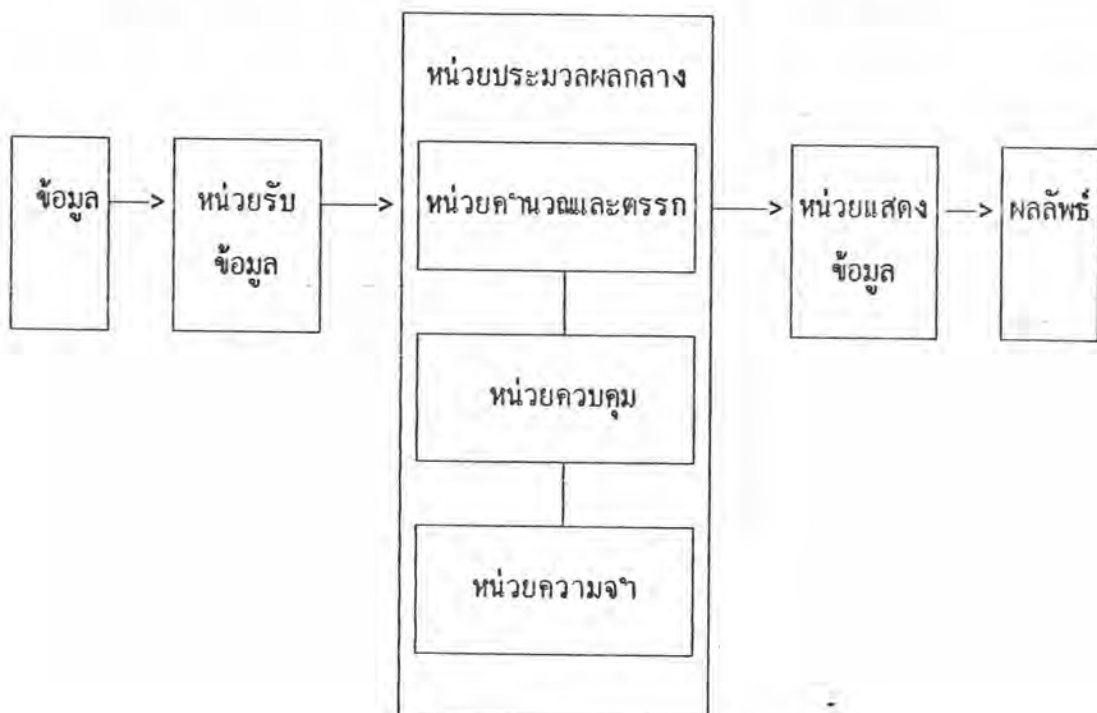 หน่วยประมวลผลกลาง
ข้อมูล
หน่วยรับ
ข้อมูล
หน่วยคำนวณและตรรก
หน่วยแสดง
ข้อมูล
ผลลัพธ์
หน่วยควบคุม
หน่วยความจำ